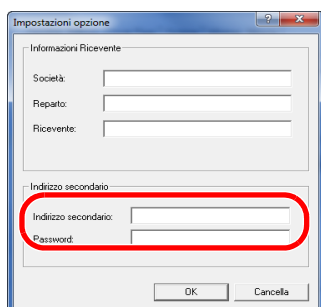 Impostazioni opzione
Informazioni Ricevente
Società:
Reparto:
Ricevente:
Indirizzo secondario
Indirizzo secondario:
Password:
OK Cancella